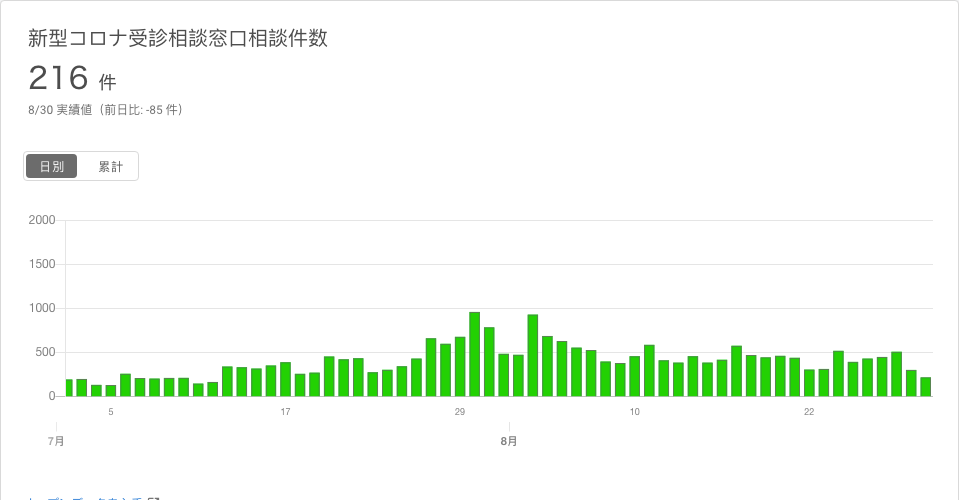 新型コロナ受診相談窓口相談件数
216 件
8/30 実績値（前日比: -85 件）
日別 累計
2000
1500
1000
500
0
5 17 29 10 22
7月 8月